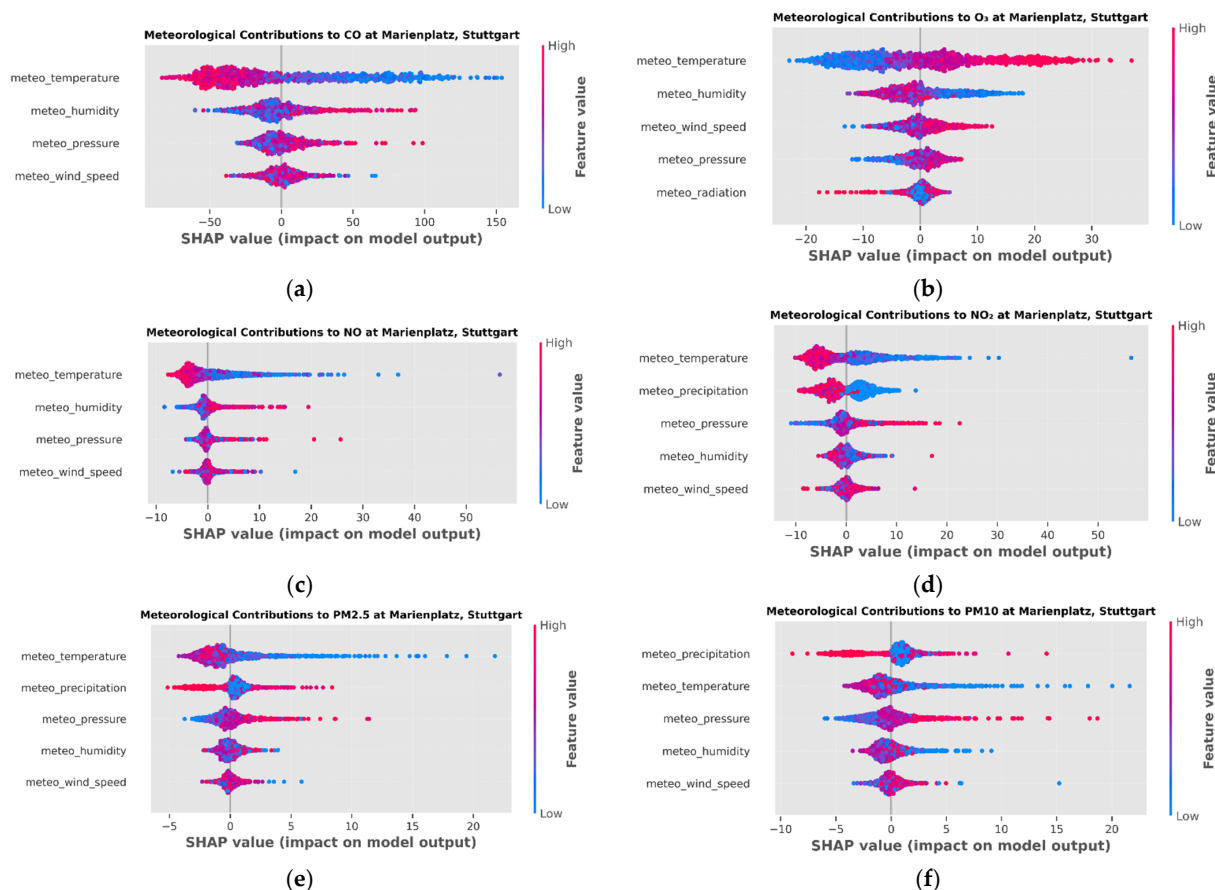 Meteorological Contributions to CO at Marienplatz, Stuttgart
High
meteo_temperature
meteo_humidity
meteo_pressure
meteo_wind_speed
Feature value
Low
−50 0 50 100 150
SHAP value (impact on model output)
(a)
Meteorological Contributions to O₃ at Marienplatz, Stuttgart
High
meteo_temperature
meteo_humidity
meteo_wind_speed
meteo_pressure
meteo_radiation
Feature value
Low
−20 −10 0 10 20 30
SHAP value (impact on model output)
(b)
Meteorological Contributions to NO at Marienplatz, Stuttgart
High
meteo_temperature
meteo_humidity
meteo_pressure
meteo_wind_speed
Feature value
Low
−10 0 10 20 30 40 50
SHAP value (impact on model output)
(c)
Meteorological Contributions to NO₂ at Marienplatz, Stuttgart
High
meteo_temperature
meteo_precipitation
meteo_pressure
meteo_humidity
meteo_wind_speed
Feature value
Low
−10 0 10 20 30 40 50
SHAP value (impact on model output)
(d)
Meteorological Contributions to PM2.5 at Marienplatz, Stuttgart
High
meteo_temperature
meteo_precipitation
meteo_pressure
meteo_humidity
meteo_wind_speed
Feature value
Low
−5 0 5 10 15 20
SHAP value (impact on model output)
(e)
Meteorological Contributions to PM10 at Marienplatz, Stuttgart
High
meteo_precipitation
meteo_temperature
meteo_pressure
meteo_humidity
meteo_wind_speed
Feature value
Low
−10 −5 0 5 10 15 20
SHAP value (impact on model output)
(f)